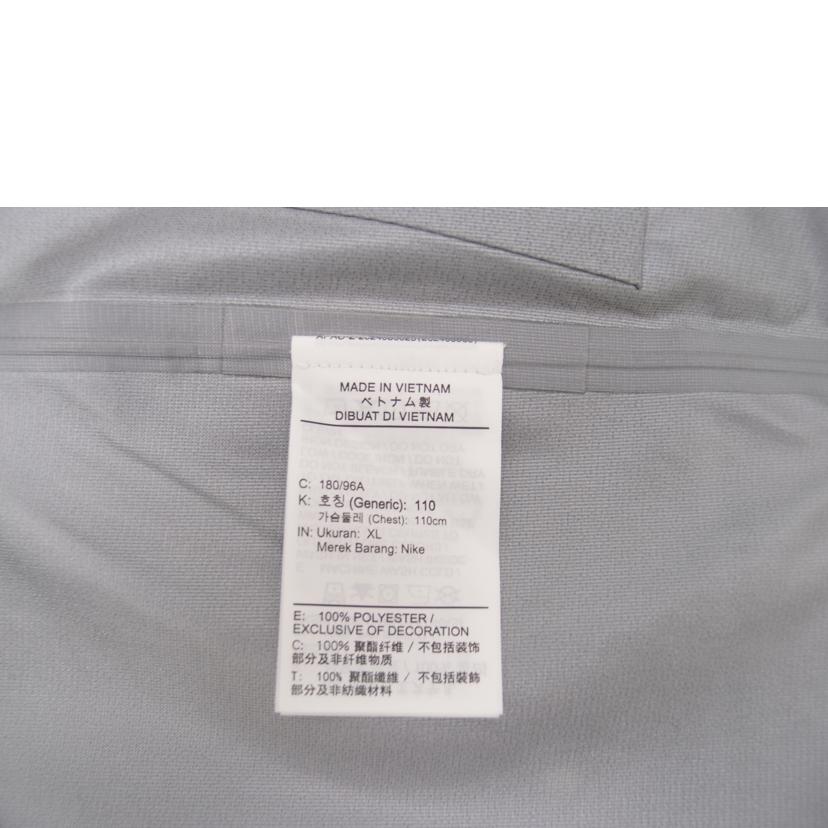 MADE IN VIETNAM
ベトナム製
DIBUAT DI VIETNAM
C: 180/96A
K: 호칭 (Generic): 110
가슴둘레 (Chest): 110cm
IN: Ukuran: XL
Merek Barang: Nike
E: 100% POLYESTER /
EXCLUSIVE OF DECORATION
C: 100% 聚酯纤维 / 不包括装饰
部分及非纤维物质
T: 100% 聚酯纖維 / 不包括裝飾
部分及非紡織材料